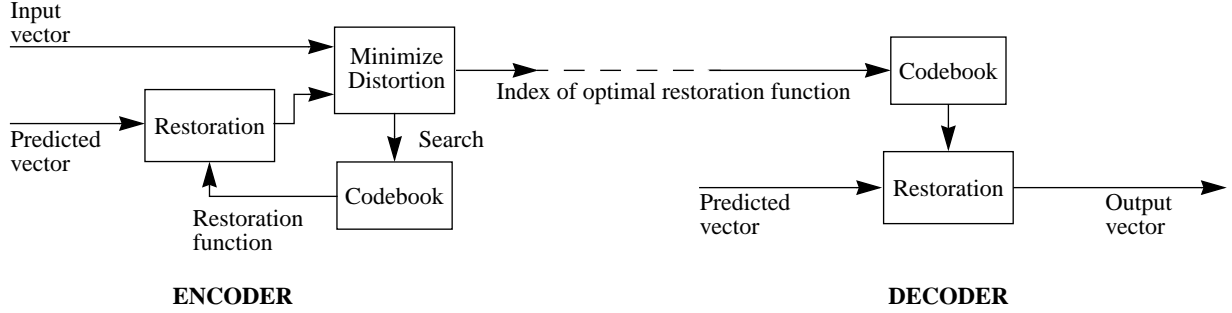 Input
vector
Minimize
Distortion
Codebook
Index of optimal restoration function
Restoration
Predicted
vector
Search
Codebook
Restoration
function
Restoration
Predicted
vector
Output
vector
ENCODER
DECODER